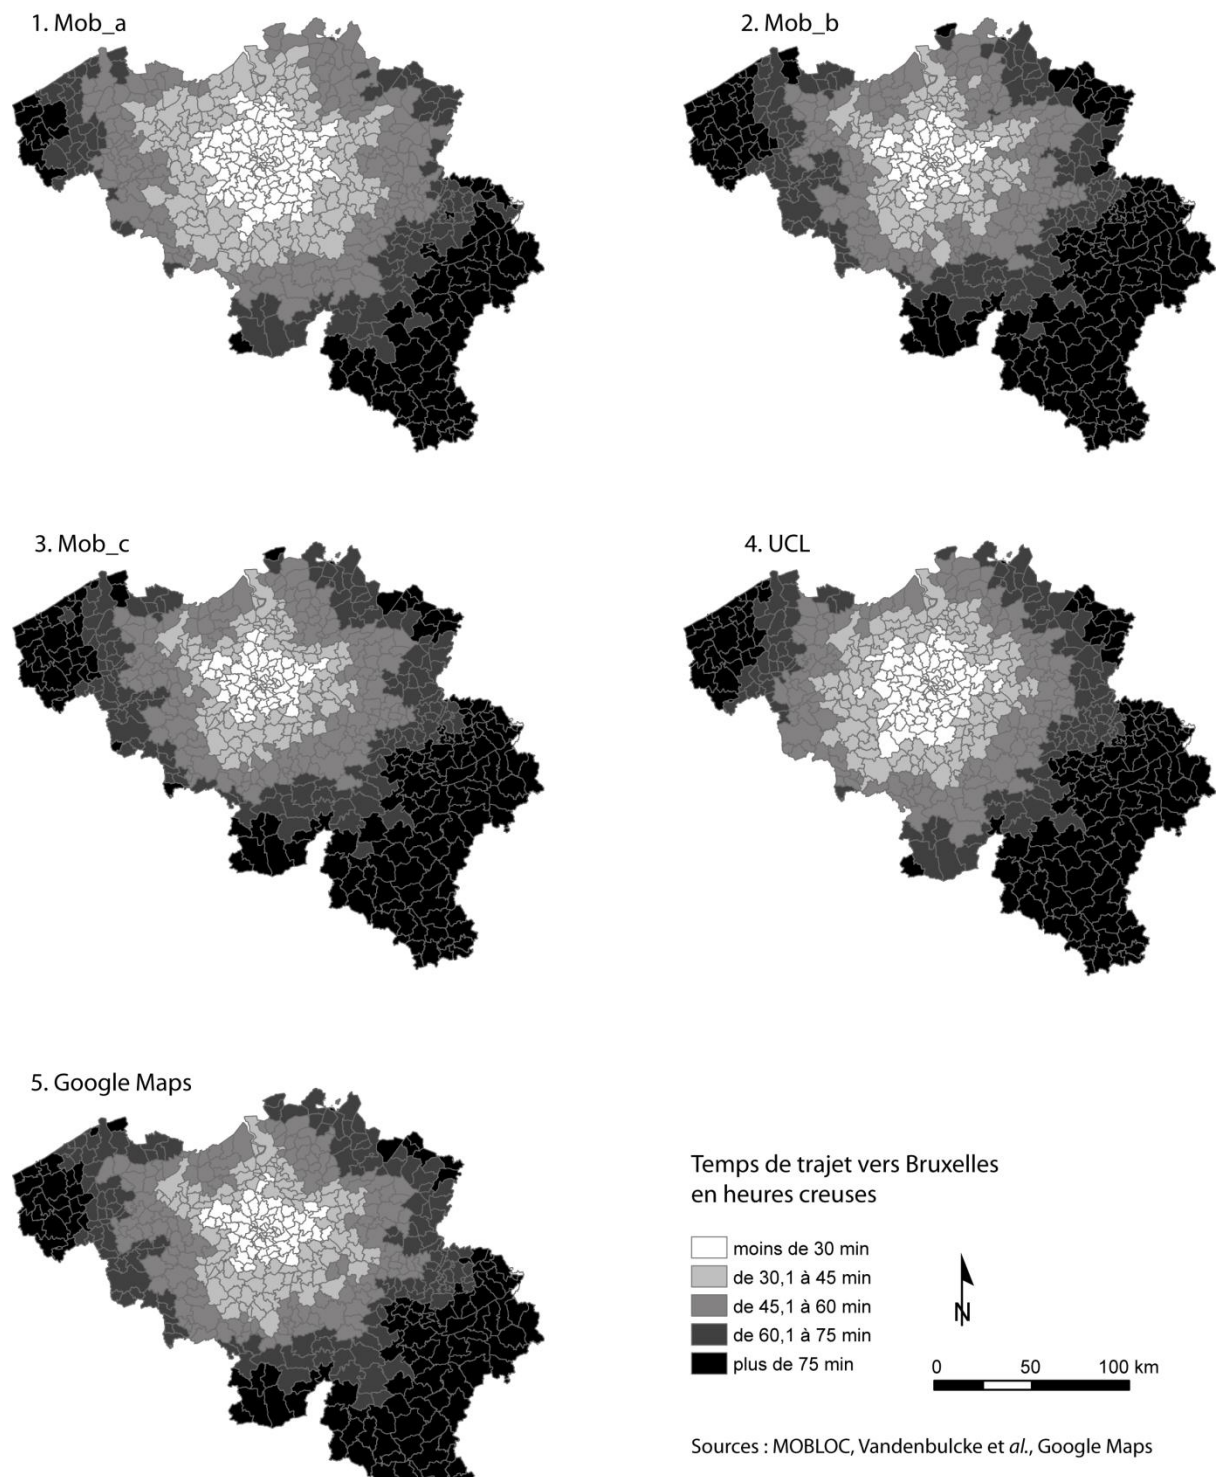 1. Mob_a
2. Mob_b
3. Mob_c
4. UCL
5. Google Maps
Temps de trajet vers Bruxelles
en heures creuses
moins de 30 min
de 30,1 à 45 min
de 45,1 à 60 min
de 60,1 à 75 min
plus de 75 min
N
0 50 100 km
Sources : MOBLOC, Vandenbulcke et al., Google Maps